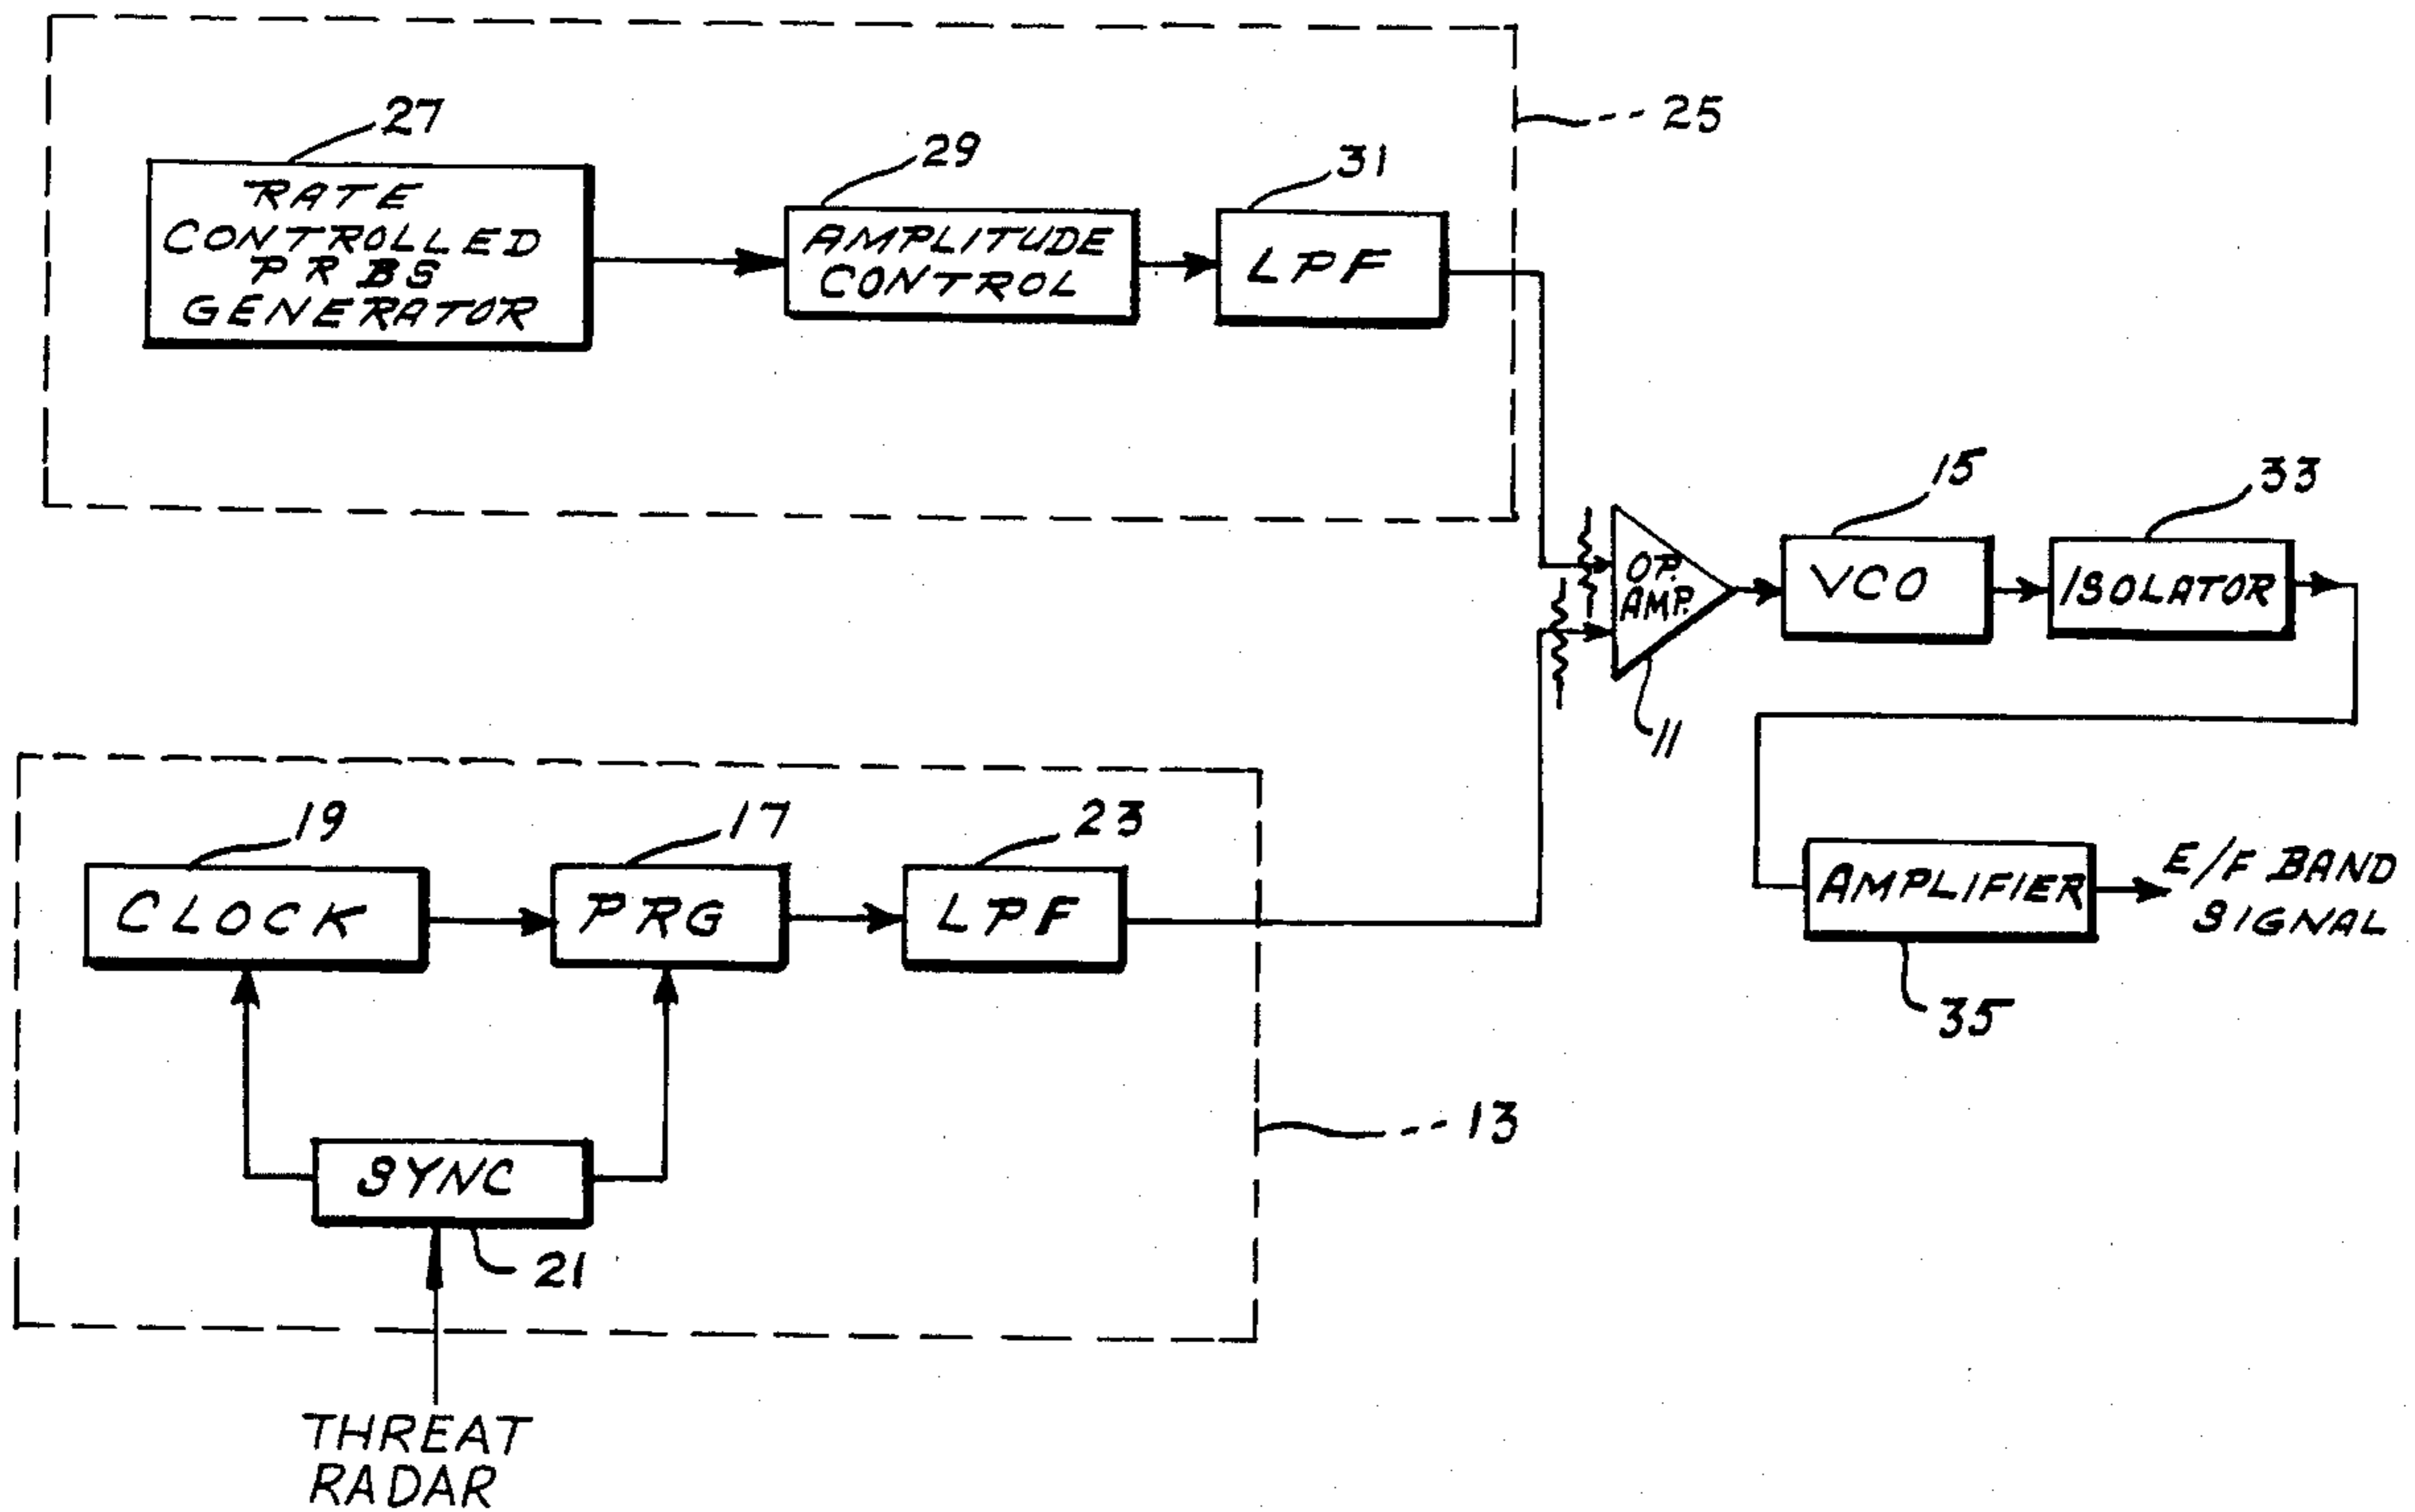 27
RATE
CONTROLLED
PRBS
GENERATOR
29
AMPLITUDE
CONTROL
31
LPF
25
OP.
AMP.
11
15
VCO
33
ISOLATOR
19
CLOCK
17
PRG
23
LPF
AMPLIFIER
35
E/F BAND
SIGNAL
SYNC
21
13
THREAT
RADAR